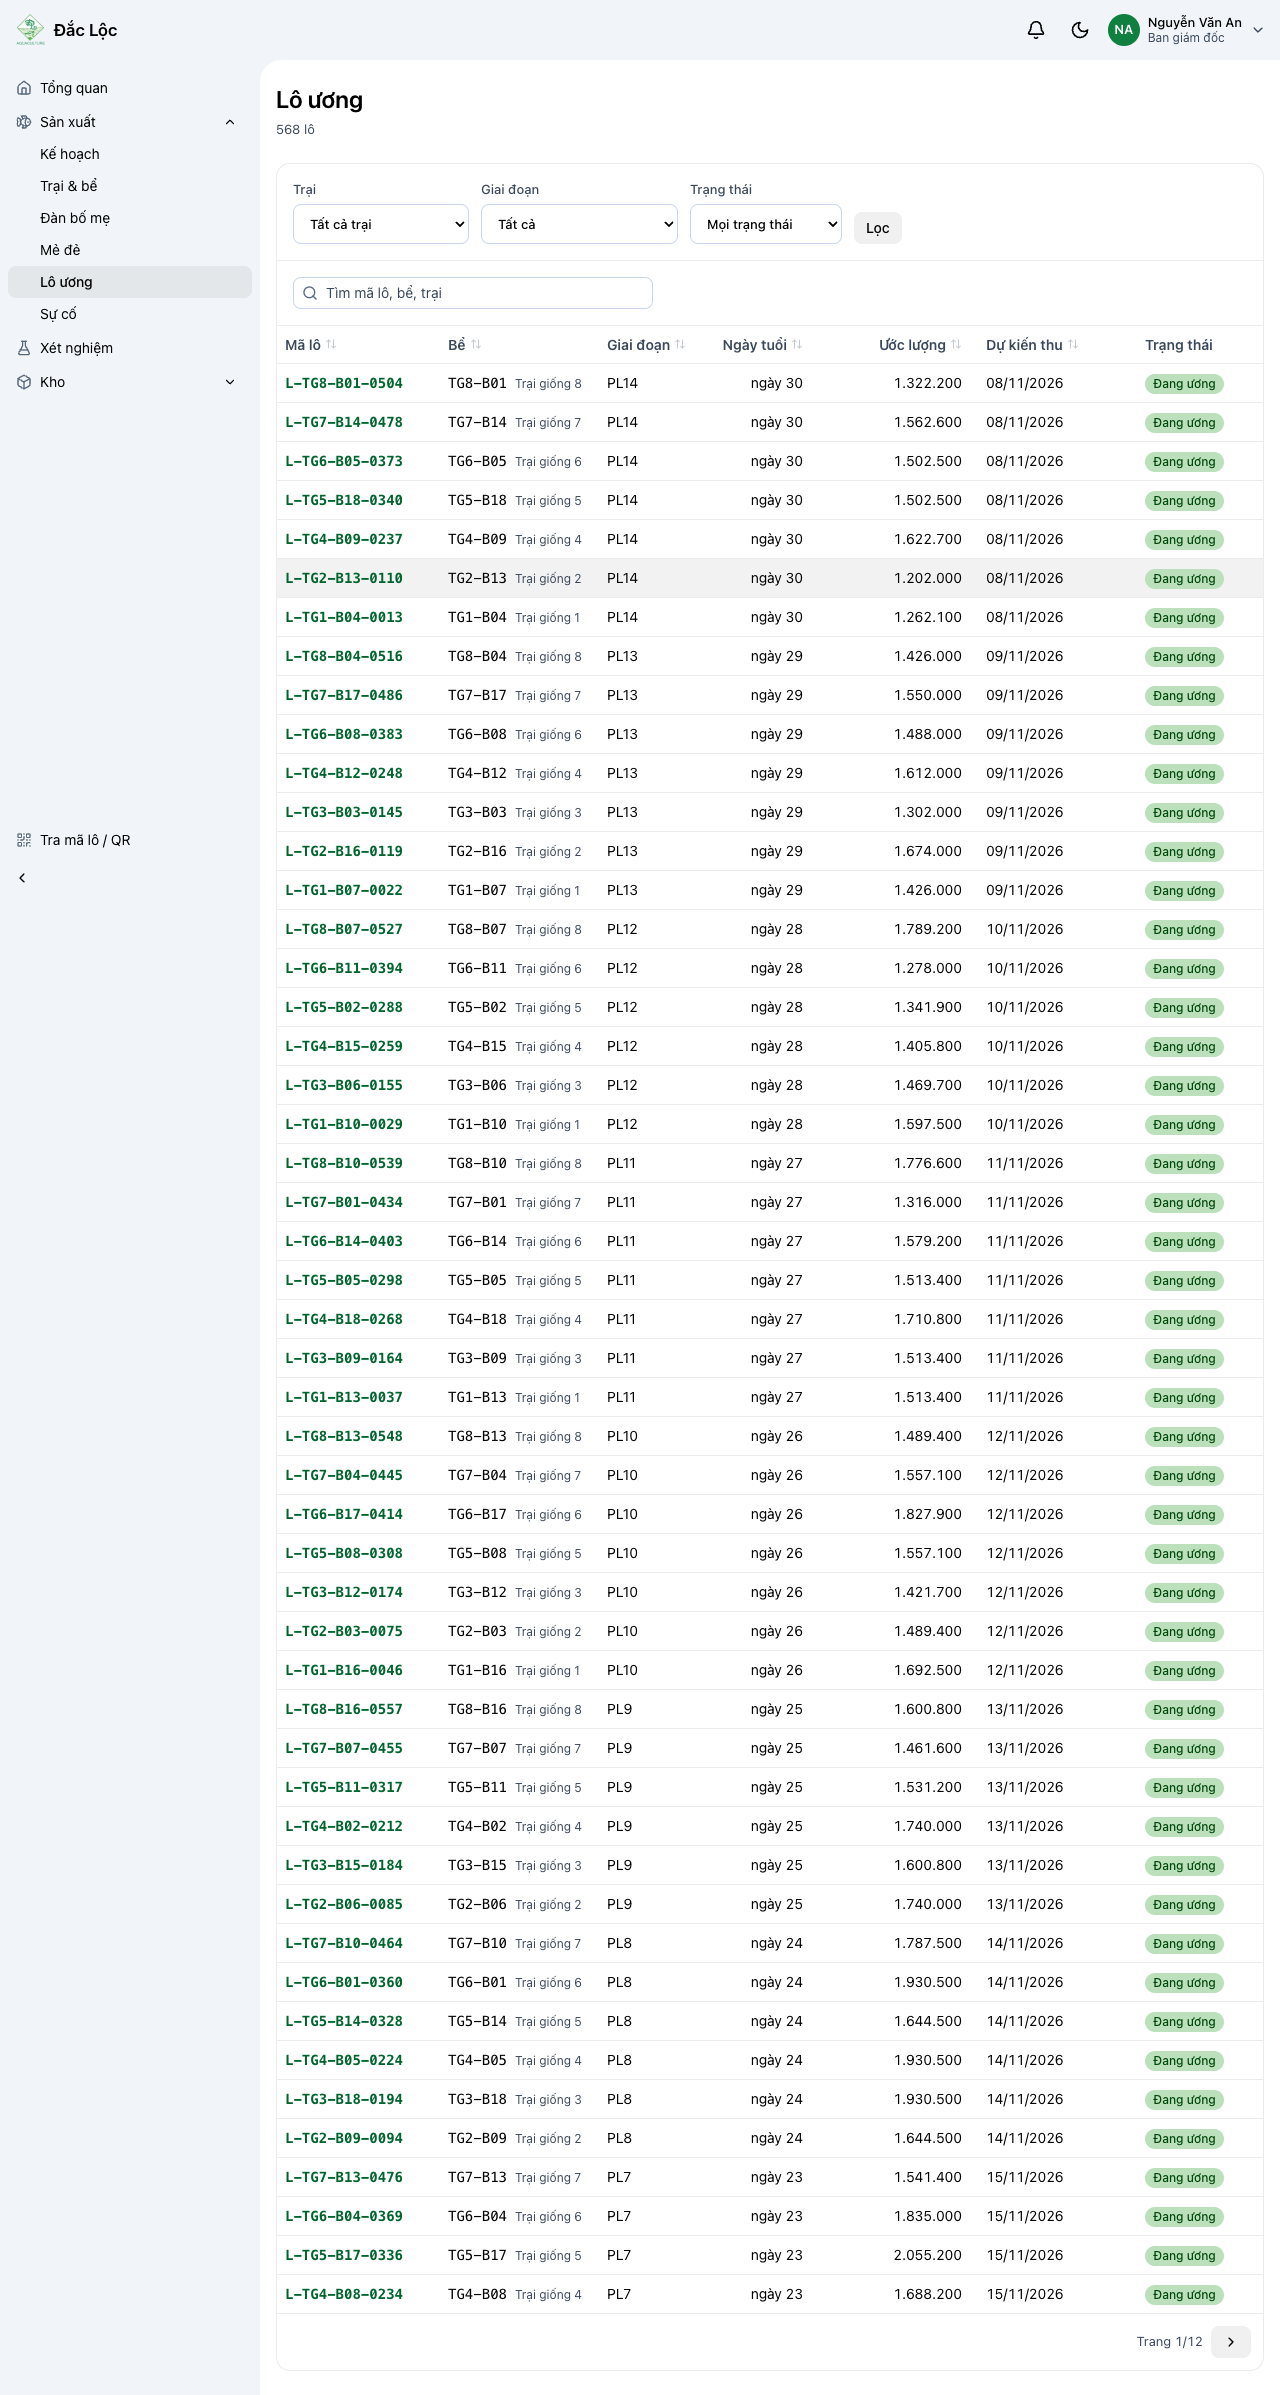 Đắc Lộc
NA
Nguyễn Văn An
Ban giám đốc
Tổng quan
Sản xuất
Kế hoạch
Trại & bể
Đàn bố mẹ
Mẻ đẻ
Lô ương
Sự cố
Xét nghiệm
Kho
Tra mã lô / QR
Lô ương
568 lô
Trại Giai đoạn Trạng thái
Tất cả trại Tất cả Mọi trạng thái Lọc
Tìm mã lô, bể, trại
Mã lô Bể Giai đoạn Ngày tuổi Ước lượng Dự kiến thu Trạng thái
L-TG8-B01-0504 TG8-B01 Trại giống 8 PL14 ngày 30 1.322.200 08/11/2026 Đang ương
L-TG7-B14-0478 TG7-B14 Trại giống 7 PL14 ngày 30 1.562.600 08/11/2026 Đang ương
L-TG6-B05-0373 TG6-B05 Trại giống 6 PL14 ngày 30 1.502.500 08/11/2026 Đang ương
L-TG5-B18-0340 TG5-B18 Trại giống 5 PL14 ngày 30 1.502.500 08/11/2026 Đang ương
L-TG4-B09-0237 TG4-B09 Trại giống 4 PL14 ngày 30 1.622.700 08/11/2026 Đang ương
L-TG2-B13-0110 TG2-B13 Trại giống 2 PL14 ngày 30 1.202.000 08/11/2026 Đang ương
L-TG1-B04-0013 TG1-B04 Trại giống 1 PL14 ngày 30 1.262.100 08/11/2026 Đang ương
L-TG8-B04-0516 TG8-B04 Trại giống 8 PL13 ngày 29 1.426.000 09/11/2026 Đang ương
L-TG7-B17-0486 TG7-B17 Trại giống 7 PL13 ngày 29 1.550.000 09/11/2026 Đang ương
L-TG6-B08-0383 TG6-B08 Trại giống 6 PL13 ngày 29 1.488.000 09/11/2026 Đang ương
L-TG4-B12-0248 TG4-B12 Trại giống 4 PL13 ngày 29 1.612.000 09/11/2026 Đang ương
L-TG3-B03-0145 TG3-B03 Trại giống 3 PL13 ngày 29 1.302.000 09/11/2026 Đang ương
L-TG2-B16-0119 TG2-B16 Trại giống 2 PL13 ngày 29 1.674.000 09/11/2026 Đang ương
L-TG1-B07-0022 TG1-B07 Trại giống 1 PL13 ngày 29 1.426.000 09/11/2026 Đang ương
L-TG8-B07-0527 TG8-B07 Trại giống 8 PL12 ngày 28 1.789.200 10/11/2026 Đang ương
L-TG6-B11-0394 TG6-B11 Trại giống 6 PL12 ngày 28 1.278.000 10/11/2026 Đang ương
L-TG5-B02-0288 TG5-B02 Trại giống 5 PL12 ngày 28 1.341.900 10/11/2026 Đang ương
L-TG4-B15-0259 TG4-B15 Trại giống 4 PL12 ngày 28 1.405.800 10/11/2026 Đang ương
L-TG3-B06-0155 TG3-B06 Trại giống 3 PL12 ngày 28 1.469.700 10/11/2026 Đang ương
L-TG1-B10-0029 TG1-B10 Trại giống 1 PL12 ngày 28 1.597.500 10/11/2026 Đang ương
L-TG8-B10-0539 TG8-B10 Trại giống 8 PL11 ngày 27 1.776.600 11/11/2026 Đang ương
L-TG7-B01-0434 TG7-B01 Trại giống 7 PL11 ngày 27 1.316.000 11/11/2026 Đang ương
L-TG6-B14-0403 TG6-B14 Trại giống 6 PL11 ngày 27 1.579.200 11/11/2026 Đang ương
L-TG5-B05-0298 TG5-B05 Trại giống 5 PL11 ngày 27 1.513.400 11/11/2026 Đang ương
L-TG4-B18-0268 TG4-B18 Trại giống 4 PL11 ngày 27 1.710.800 11/11/2026 Đang ương
L-TG3-B09-0164 TG3-B09 Trại giống 3 PL11 ngày 27 1.513.400 11/11/2026 Đang ương
L-TG1-B13-0037 TG1-B13 Trại giống 1 PL11 ngày 27 1.513.400 11/11/2026 Đang ương
L-TG8-B13-0548 TG8-B13 Trại giống 8 PL10 ngày 26 1.489.400 12/11/2026 Đang ương
L-TG7-B04-0445 TG7-B04 Trại giống 7 PL10 ngày 26 1.557.100 12/11/2026 Đang ương
L-TG6-B17-0414 TG6-B17 Trại giống 6 PL10 ngày 26 1.827.900 12/11/2026 Đang ương
L-TG5-B08-0308 TG5-B08 Trại giống 5 PL10 ngày 26 1.557.100 12/11/2026 Đang ương
L-TG3-B12-0174 TG3-B12 Trại giống 3 PL10 ngày 26 1.421.700 12/11/2026 Đang ương
L-TG2-B03-0075 TG2-B03 Trại giống 2 PL10 ngày 26 1.489.400 12/11/2026 Đang ương
L-TG1-B16-0046 TG1-B16 Trại giống 1 PL10 ngày 26 1.692.500 12/11/2026 Đang ương
L-TG8-B16-0557 TG8-B16 Trại giống 8 PL9 ngày 25 1.600.800 13/11/2026 Đang ương
L-TG7-B07-0455 TG7-B07 Trại giống 7 PL9 ngày 25 1.461.600 13/11/2026 Đang ương
L-TG5-B11-0317 TG5-B11 Trại giống 5 PL9 ngày 25 1.531.200 13/11/2026 Đang ương
L-TG4-B02-0212 TG4-B02 Trại giống 4 PL9 ngày 25 1.740.000 13/11/2026 Đang ương
L-TG3-B15-0184 TG3-B15 Trại giống 3 PL9 ngày 25 1.600.800 13/11/2026 Đang ương
L-TG2-B06-0085 TG2-B06 Trại giống 2 PL9 ngày 25 1.740.000 13/11/2026 Đang ương
L-TG7-B10-0464 TG7-B10 Trại giống 7 PL8 ngày 24 1.787.500 14/11/2026 Đang ương
L-TG6-B01-0360 TG6-B01 Trại giống 6 PL8 ngày 24 1.930.500 14/11/2026 Đang ương
L-TG5-B14-0328 TG5-B14 Trại giống 5 PL8 ngày 24 1.644.500 14/11/2026 Đang ương
L-TG4-B05-0224 TG4-B05 Trại giống 4 PL8 ngày 24 1.930.500 14/11/2026 Đang ương
L-TG3-B18-0194 TG3-B18 Trại giống 3 PL8 ngày 24 1.930.500 14/11/2026 Đang ương
L-TG2-B09-0094 TG2-B09 Trại giống 2 PL8 ngày 24 1.644.500 14/11/2026 Đang ương
L-TG7-B13-0476 TG7-B13 Trại giống 7 PL7 ngày 23 1.541.400 15/11/2026 Đang ương
L-TG6-B04-0369 TG6-B04 Trại giống 6 PL7 ngày 23 1.835.000 15/11/2026 Đang ương
L-TG5-B17-0336 TG5-B17 Trại giống 5 PL7 ngày 23 2.055.200 15/11/2026 Đang ương
L-TG4-B08-0234 TG4-B08 Trại giống 4 PL7 ngày 23 1.688.200 15/11/2026 Đang ương
Trang 1/12